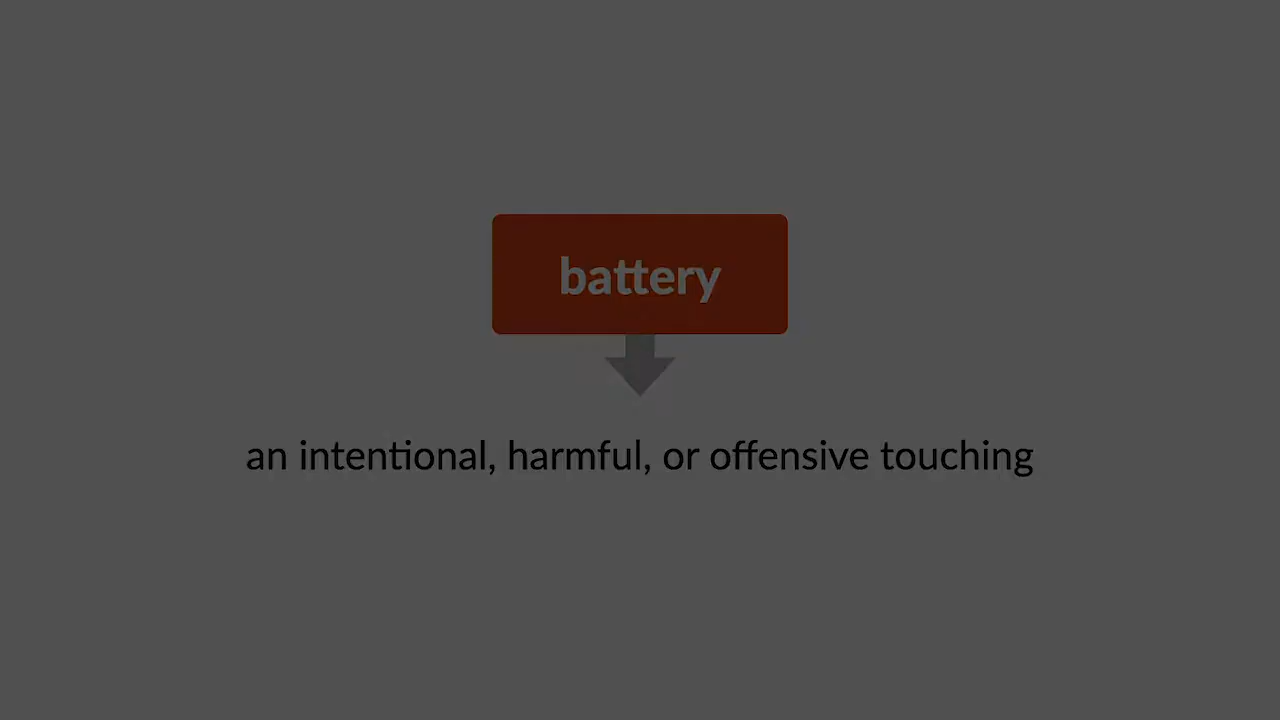 battery
an intentional, harmful, or offensive touching